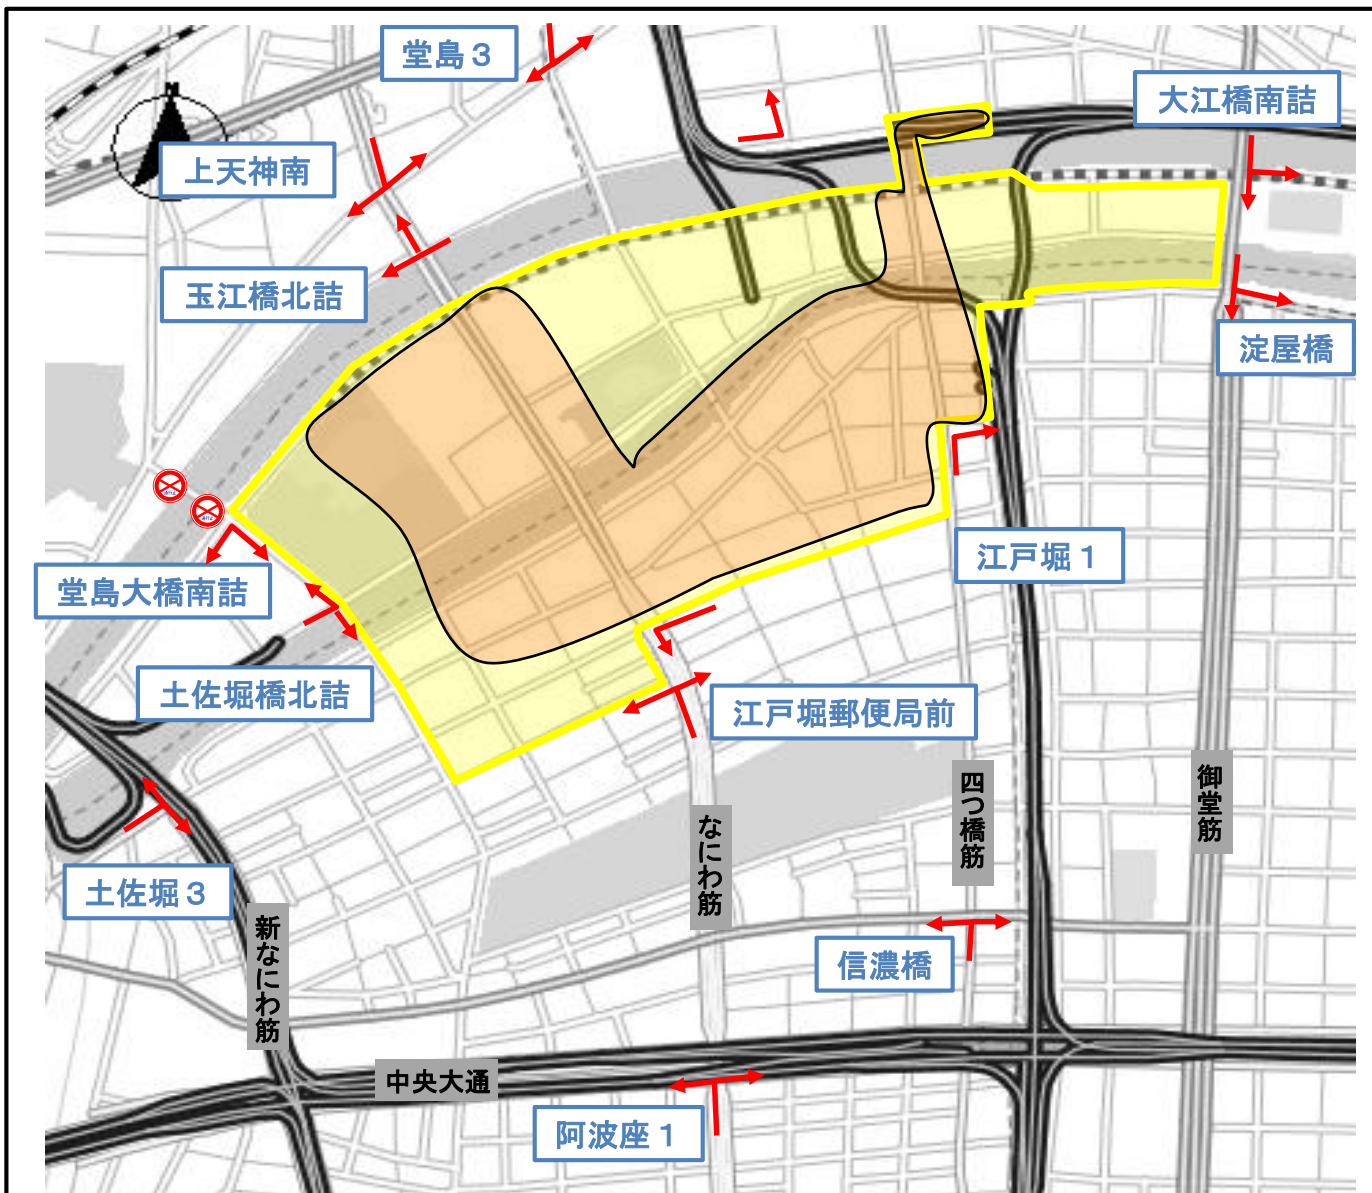 堂島３
大江橋南詰
N
上天神南
玉江橋北詰
淀屋橋
江戸堀１
堂島大橋南詰
土佐堀橋北詰
江戸堀郵便局前
御堂筋
四つ橋筋
なにわ筋
土佐堀３
新なにわ筋
信濃橋
中央大通
阿波座１